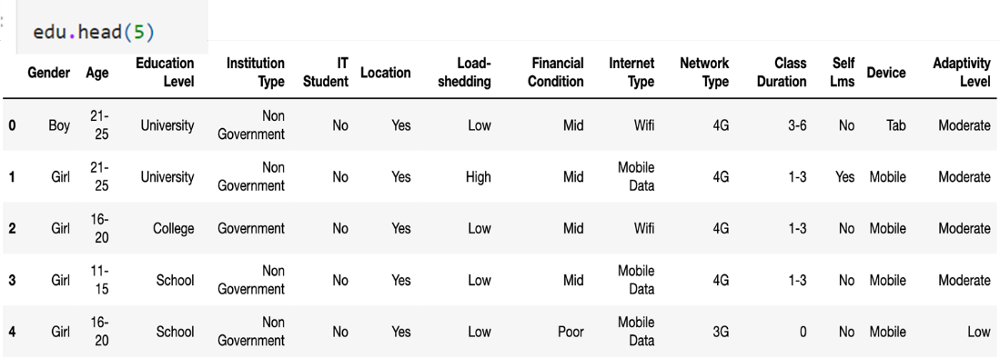 edu.head(5)
Gender Age Education Level Institution Type IT Student Location Load-shedding Financial Condition Internet Type Network Type Class Duration Self Lms Device Adaptivity Level
0 Boy 21-25 University Non Government No Yes Low Mid Wifi 4G 3-6 No Tab Moderate
1 Girl 21-25 University Non Government No Yes High Mid Mobile Data 4G 1-3 Yes Mobile Moderate
2 Girl 16-20 College Government No Yes Low Mid Wifi 4G 1-3 No Mobile Moderate
3 Girl 11-15 School Non Government No Yes Low Mid Mobile Data 4G 1-3 No Mobile Moderate
4 Girl 16-20 School Non Government No Yes Low Poor Mobile Data 3G 0 No Mobile Low